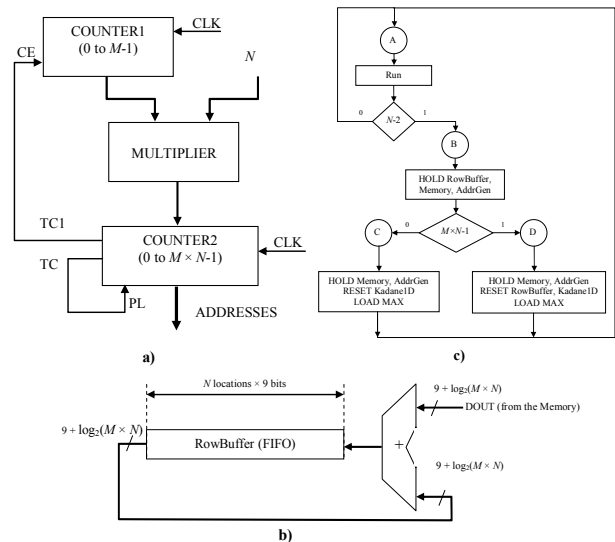 COUNTER1
(0 to M-1)
CLK
CE
N
MULTIPLIER
TC1
COUNTER2
(0 to M × N-1)
CLK
TC
PL
ADDRESSES
a)
A
Run
0
N-2
1
B
HOLD RowBuffer,
Memory, AddrGen
C
0
M×N-1
1
D
HOLD Memory, AddrGen
RESET Kadane1D
LOAD MAX
HOLD Memory, AddrGen
RESET RowBuffer, Kadane1D
LOAD MAX
c)
N locations × 9 bits
9 + log2(M × N)
DOUT (from the Memory)
9 + log2(M × N)
RowBuffer (FIFO)
+
9 + log2(M × N)
b)